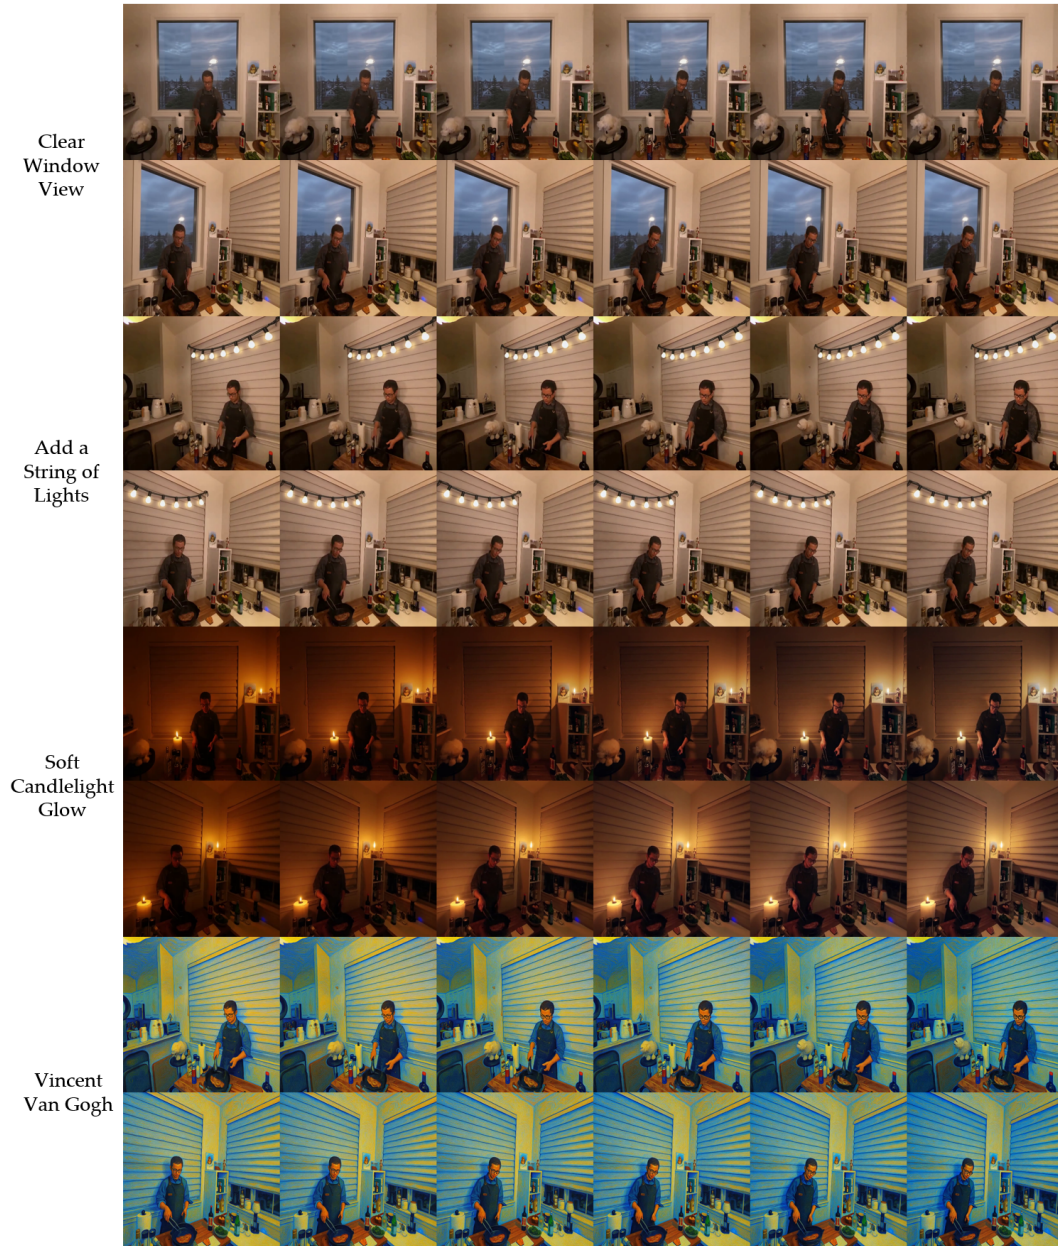 Clear
Window
View
Add a
String of
Lights
Soft
Candlelight
Glow
Vincent
Van Gogh